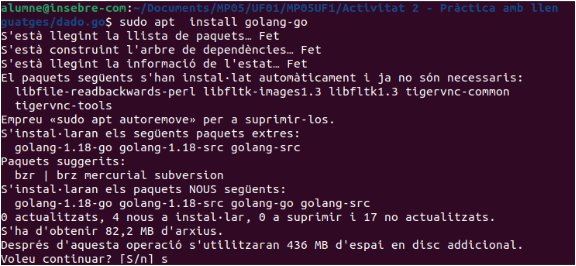 alumne@insebre-com:~/Documents/MP05/UF01/MP05UF1/Activitat 2 - Pràctica amb llen
guatges/dado.go$ sudo apt  install golang-go
S'està llegint la llista de paquets… Fet
S'està construint l'arbre de dependències… Fet
S'està llegint la informació de l'estat… Fet
El paquets següents s'han instal·lat automàticament i ja no són necessaris:
  libfile-readbackwards-perl libfltk-images1.3 libfltk1.3 tigervnc-common
  tigervnc-tools
Empreu «sudo apt autoremove» per a suprimir-los.
S'instal·laran els següents paquets extres:
  golang-1.18-go golang-1.18-src golang-src
Paquets suggerits:
  bzr | brz mercurial subversion
S'instal·laran els paquets NOUS següents:
  golang-1.18-go golang-1.18-src golang-go golang-src
0 actualitzats, 4 nous a instal·lar, 0 a suprimir i 17 no actualitzats.
S'ha d'obtenir 82,2 MB d'arxius.
Després d'aquesta operació s'utilitzaran 436 MB d'espai en disc addicional.
Voleu continuar? [S/n] s